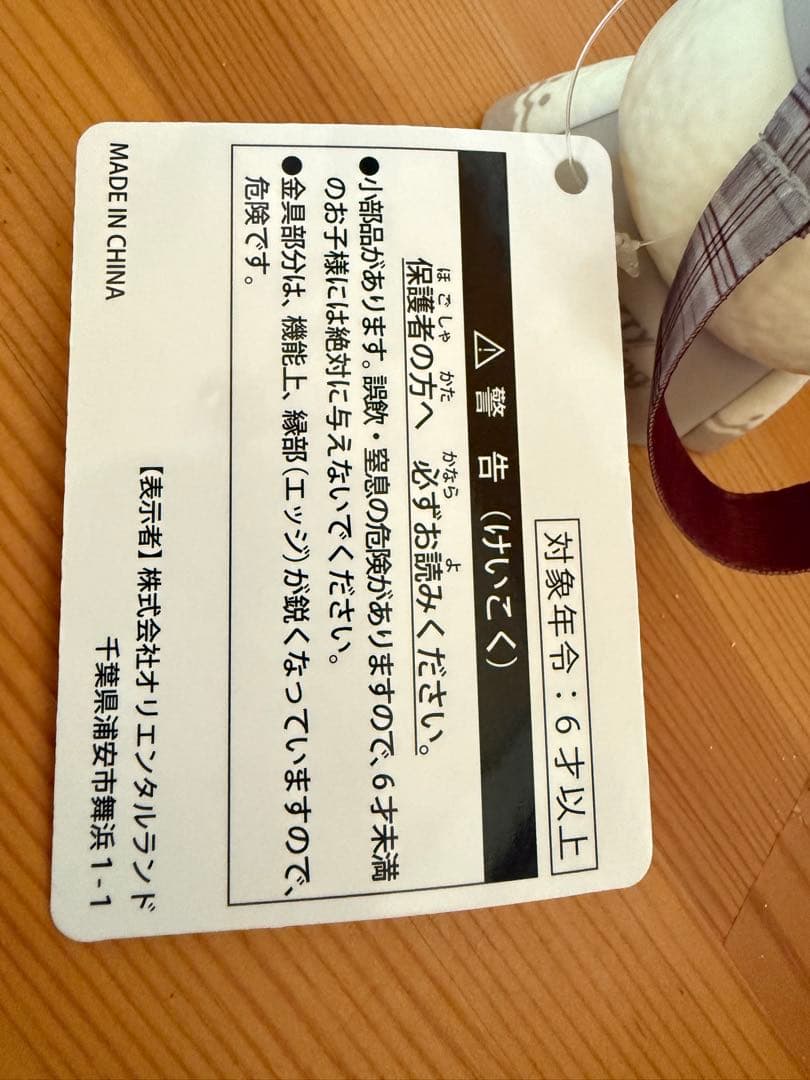 対象年令：6才以上
⚠警告（けいこく）
保護者の方へ 必ずお読みください。
●小部品があります。誤飲・窒息の危険がありますので、6才未満
のお子様には絶対に与えないでください。
●金具部分は、機能上、縁部（エッジ）が鋭くなっていますので、
危険です。
【表示者】株式会社オリエンタルランド
千葉県浦安市舞浜1-1
MADE IN CHINA